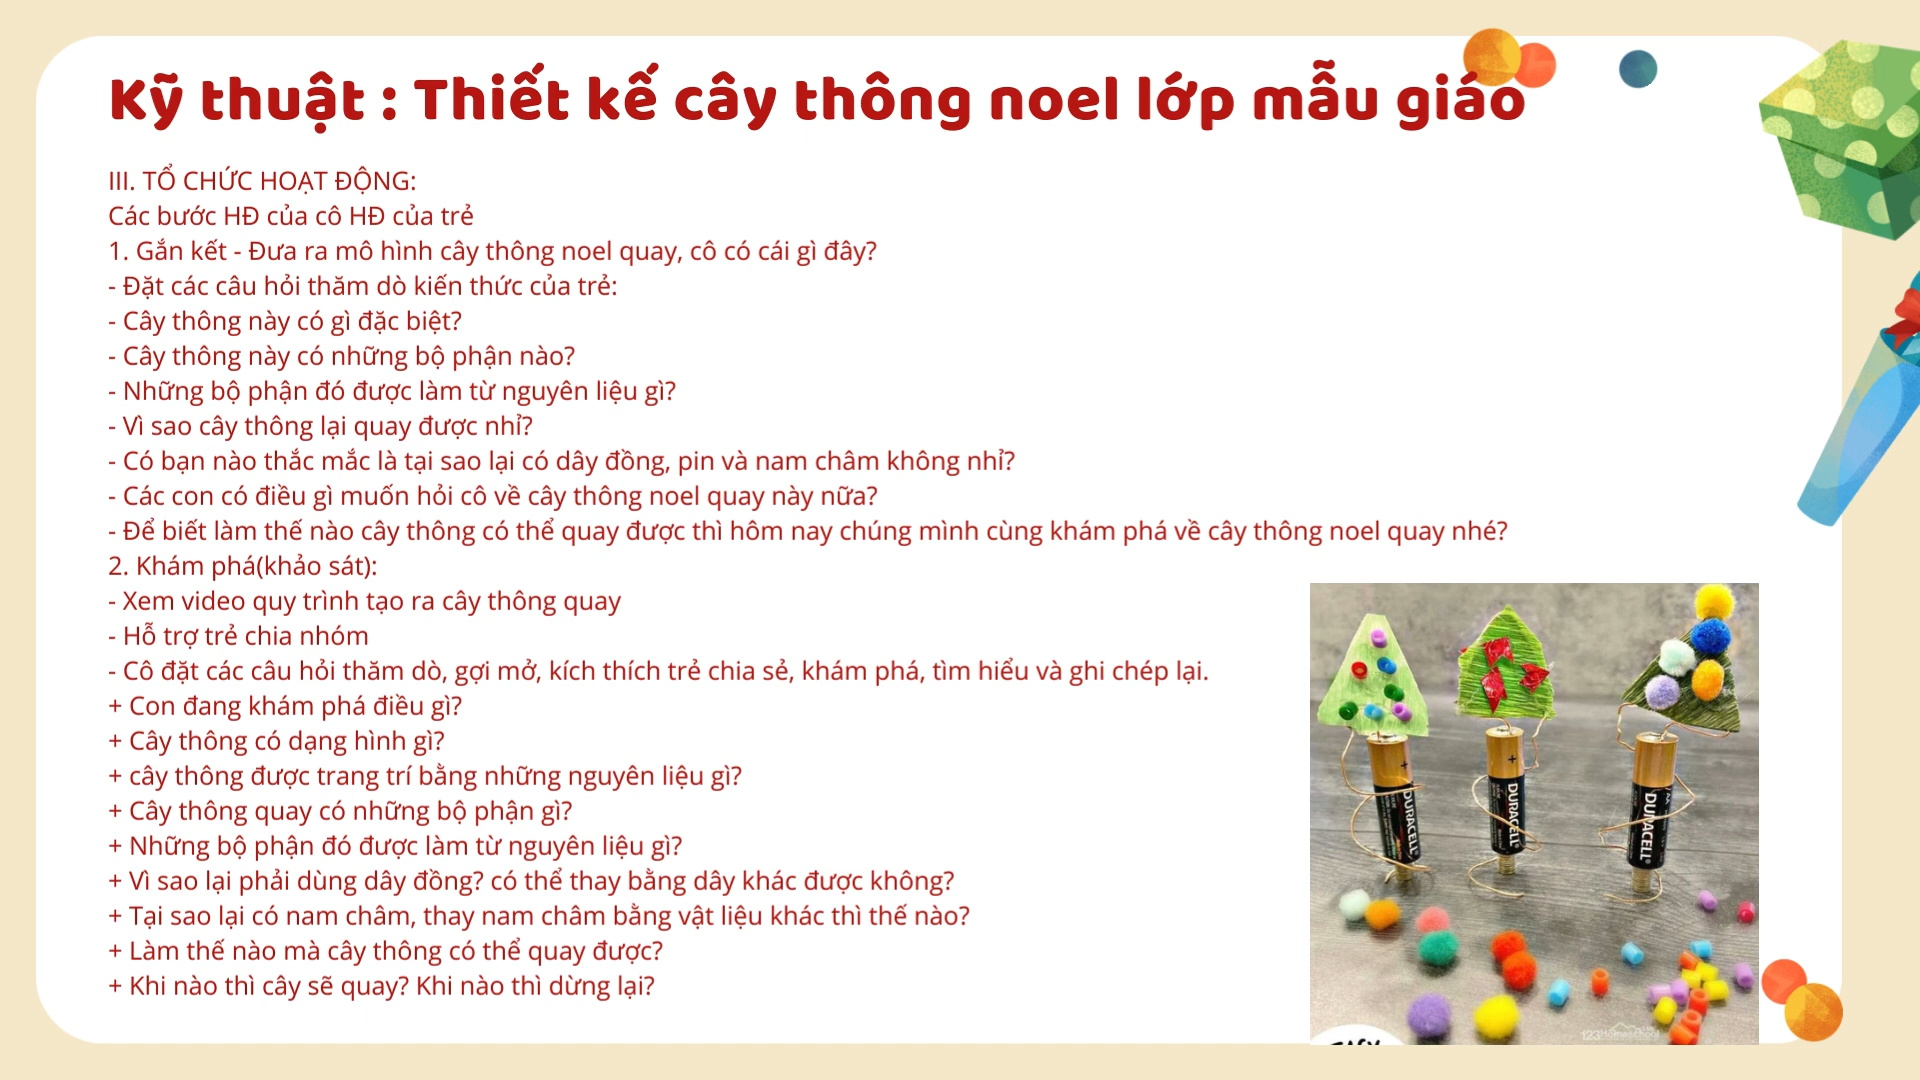 Kỹ thuật : Thiết kế cây thông noel lớp mẫu giáo
III. TỔ CHỨC HOẠT ĐỘNG:
Các bước HĐ của cô HĐ của trẻ
1. Gắn kết - Đưa ra mô hình cây thông noel quay, cô có cái gì đây?
- Đặt các câu hỏi thăm dò kiến thức của trẻ:
- Cây thông này có gì đặc biệt?
- Cây thông này có những bộ phận nào?
- Những bộ phận đó được làm từ nguyên liệu gì?
- Vì sao cây thông lại quay được nhỉ?
- Có bạn nào thắc mắc là tại sao lại có dây đồng, pin và nam châm không nhỉ?
- Các con có điều gì muốn hỏi cô về cây thông noel quay này nữa?
- Để biết làm thế nào cây thông có thể quay được thì hôm nay chúng mình cùng khám phá về cây thông noel quay nhé?
2. Khám phá(khảo sát):
- Xem video quy trình tạo ra cây thông quay
- Hỗ trợ trẻ chia nhóm
- Cô đặt các câu hỏi thăm dò, gợi mở, kích thích trẻ chia sẻ, khám phá, tìm hiểu và ghi chép lại.
+ Con đang khám phá điều gì?
+ Cây thông có dạng hình gì?
+ cây thông được trang trí bằng những nguyên liệu gì?
+ Cây thông quay có những bộ phận gì?
+ Những bộ phận đó được làm từ nguyên liệu gì?
+ Vì sao lại phải dùng dây đồng? có thể thay bằng dây khác được không?
+ Tại sao lại có nam châm, thay nam châm bằng vật liệu khác thì thế nào?
+ Làm thế nào mà cây thông có thể quay được?
+ Khi nào thì cây sẽ quay? Khi nào thì dừng lại?
+
DURACELL
+
DURACELL
DURACELL
123Homeschool